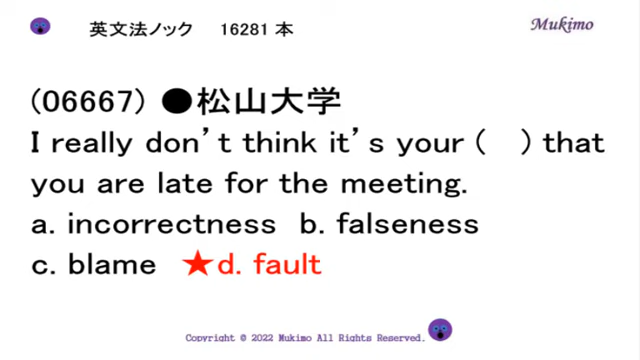 英文法ノック 16281 本
Mukimo
(06667) ●松山大学
I really don't think it's your (  ) that
you are late for the meeting.
a. incorrectness b. falseness
c. blame ★d. fault
Copyright © 2022 Mukimo All Rights Reserved.